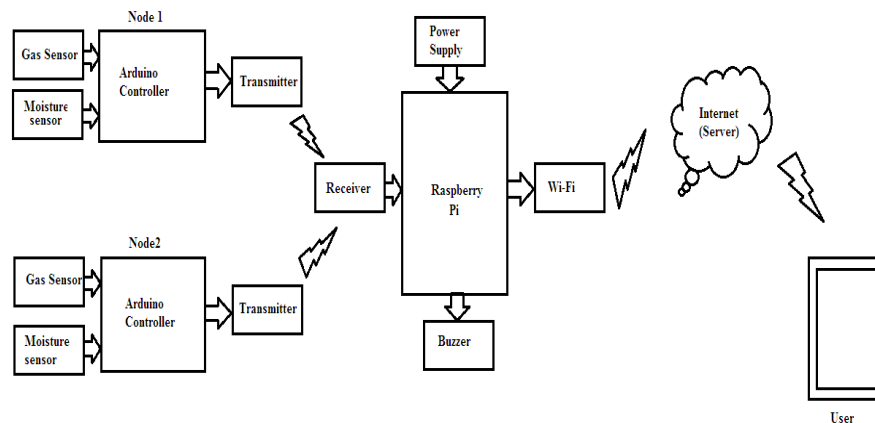 Node 1
Gas Sensor
Moisture
sensor
Arduino
Controller
Transmitter
Node2
Gas Sensor
Moisture
sensor
Arduino
Controller
Transmitter
Receiver
Power
Supply
Raspberry
Pi
Buzzer
Wi-Fi
Internet
(Server)
User